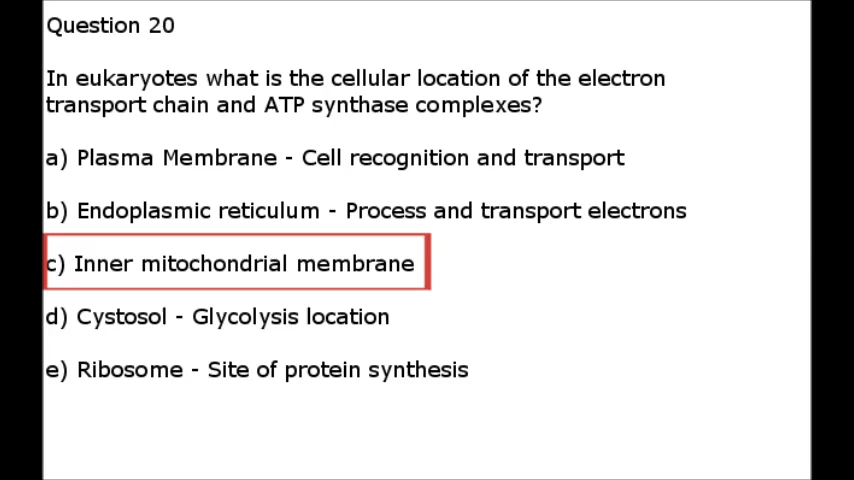 Question 20
In eukaryotes what is the cellular location of the electron
transport chain and ATP synthase complexes?
a) Plasma Membrane - Cell recognition and transport
b) Endoplasmic reticulum - Process and transport electrons
c) Inner mitochondrial membrane
d) Cystosol - Glycolysis location
e) Ribosome - Site of protein synthesis